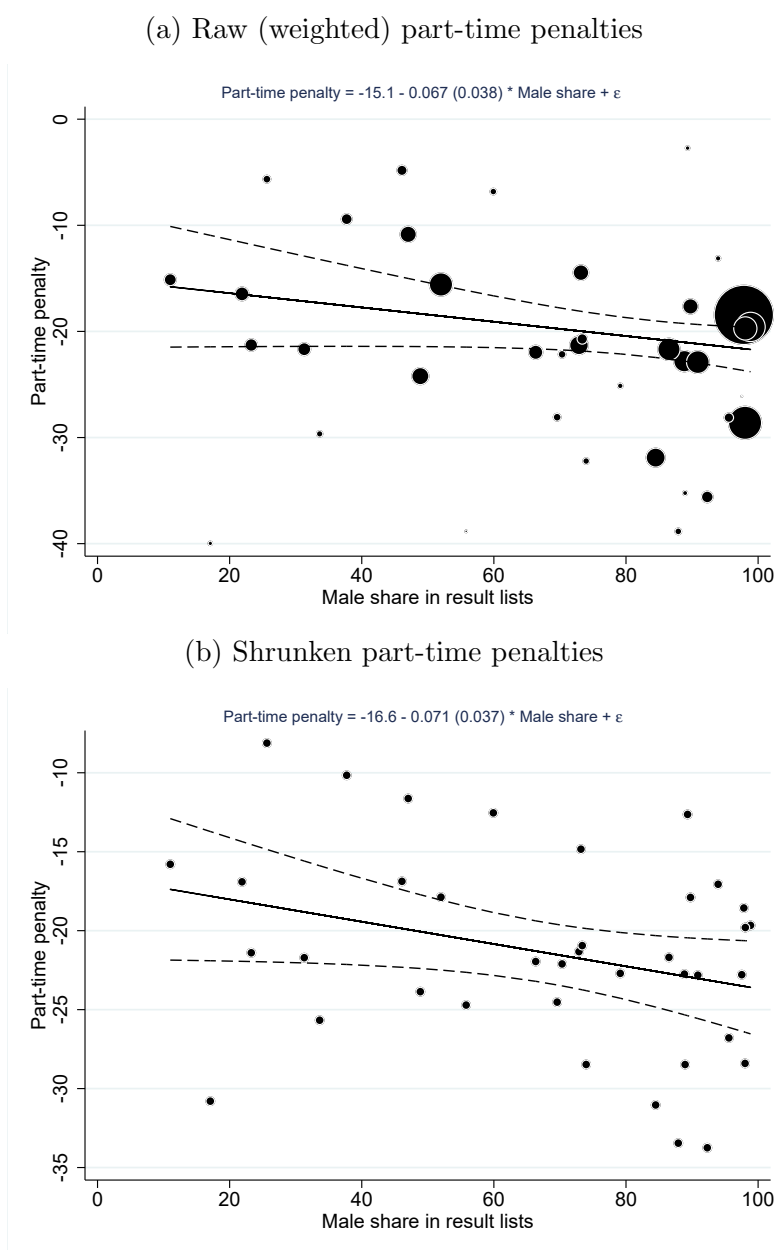 (a) Raw (weighted) part-time penalties
Part-time penalty = -15.1 - 0.067 (0.038) * Male share + ε
Part-time penalty
0
-10
-20
-30
-40
0 20 40 60 80 100
Male share in result lists
(b) Shrunken part-time penalties
Part-time penalty = -16.6 - 0.071 (0.037) * Male share + ε
Part-time penalty
-10
-15
-20
-25
-30
-35
0 20 40 60 80 100
Male share in result lists